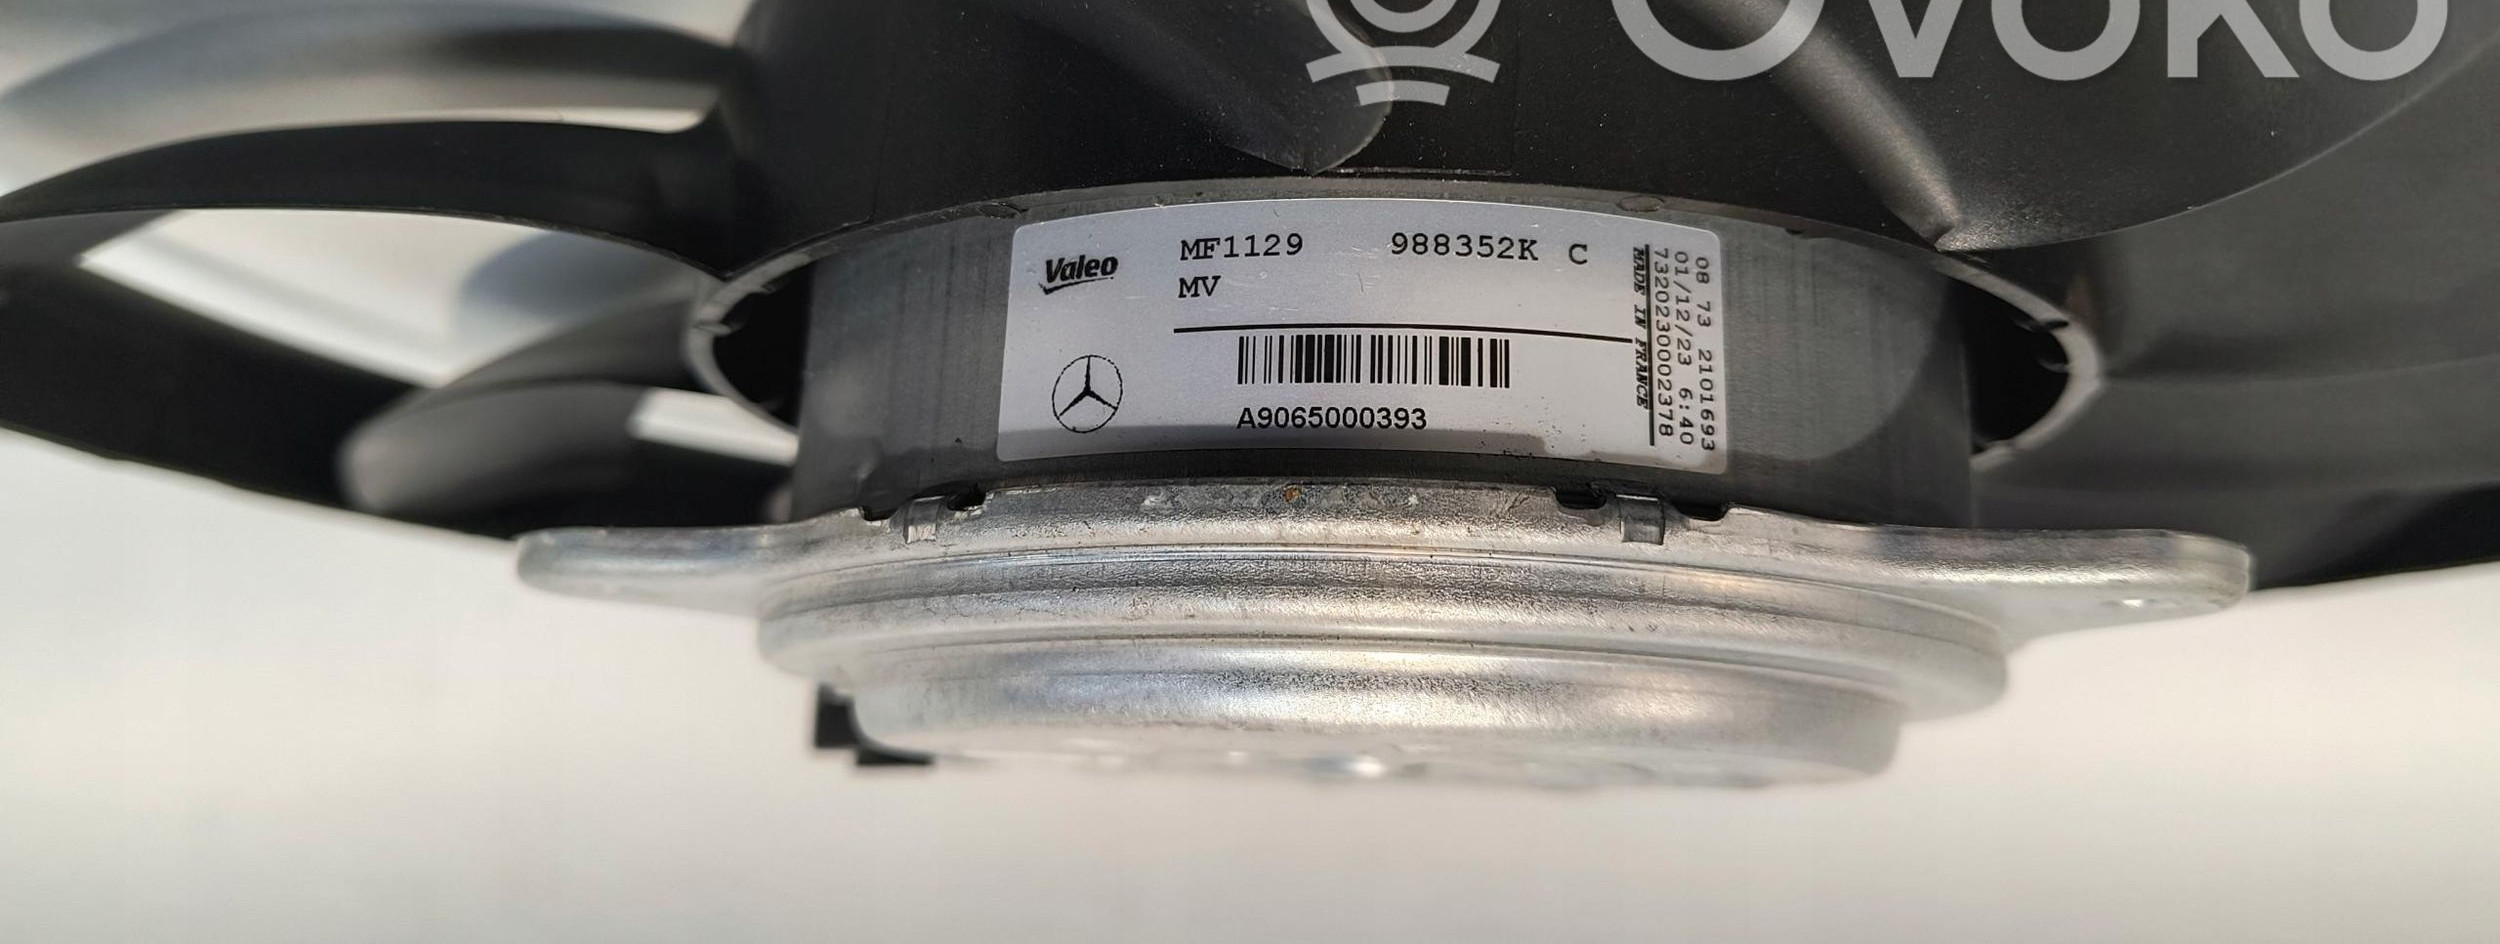 OVOKO
Valeo
MF1129 988352K C
MV
A9065000393
08 73 2101693
01/12/23 6:40
7320230002378
MADE IN FRANCE